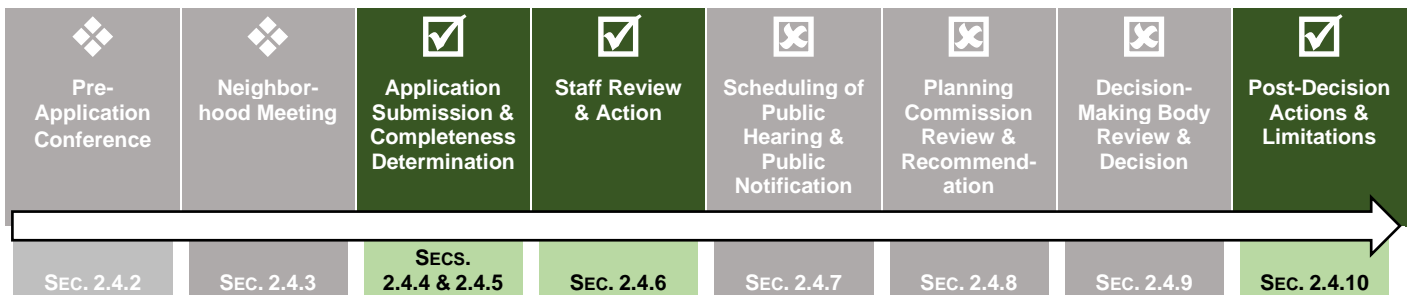 Pre-
Application
Conference
Neighbor-
hood Meeting
Application
Submission &
Completeness
Determination
Staff Review
& Action
Scheduling of
Public
Hearing &
Public
Notification
Planning
Commission
Review &
Recommend-
ation
Decision-
Making Body
Review &
Decision
Post-Decision
Actions &
Limitations
SEC. 2.4.2
SEC. 2.4.3
SECS.
2.4.4 & 2.4.5
SEC. 2.4.6
SEC. 2.4.7
SEC. 2.4.8
SEC. 2.4.9
SEC. 2.4.10